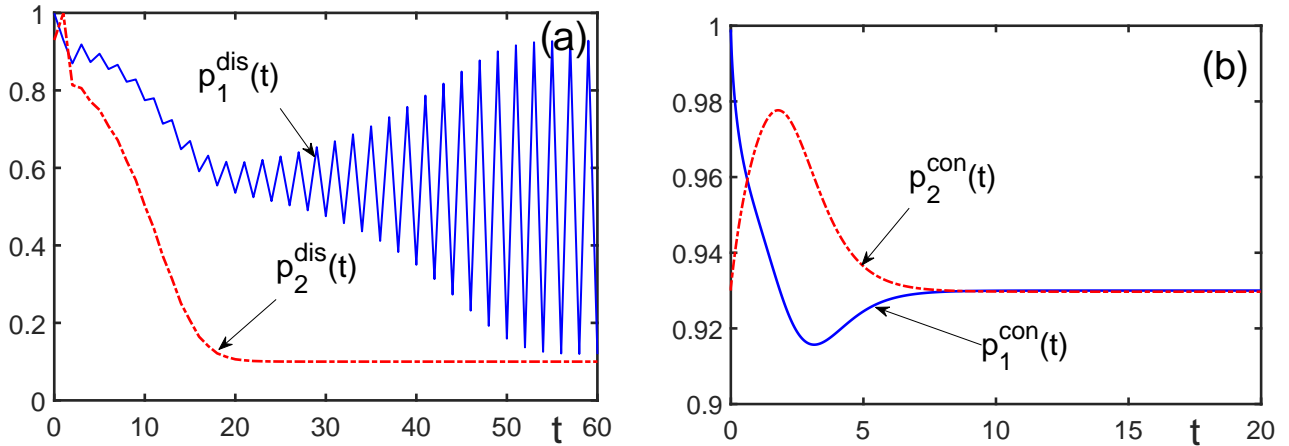 (a)
1
0.8
0.6
0.4
0.2
0
p₁ᵈⁱˢ(t)
p₂ᵈⁱˢ(t)
0 10 20 30 40 50 t 60
(b)
1
0.98
0.96
0.94
0.92
0.9
p₂ᶜᵒⁿ(t)
p₁ᶜᵒⁿ(t)
0 5 10 15 t 20